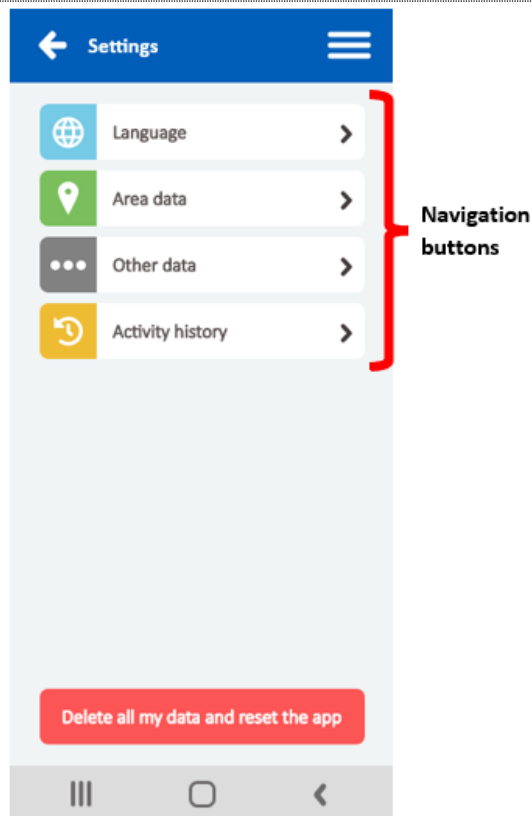 Settings
Language
Area data
Navigation
buttons
Other data
Activity history
Delete all my data and reset the app